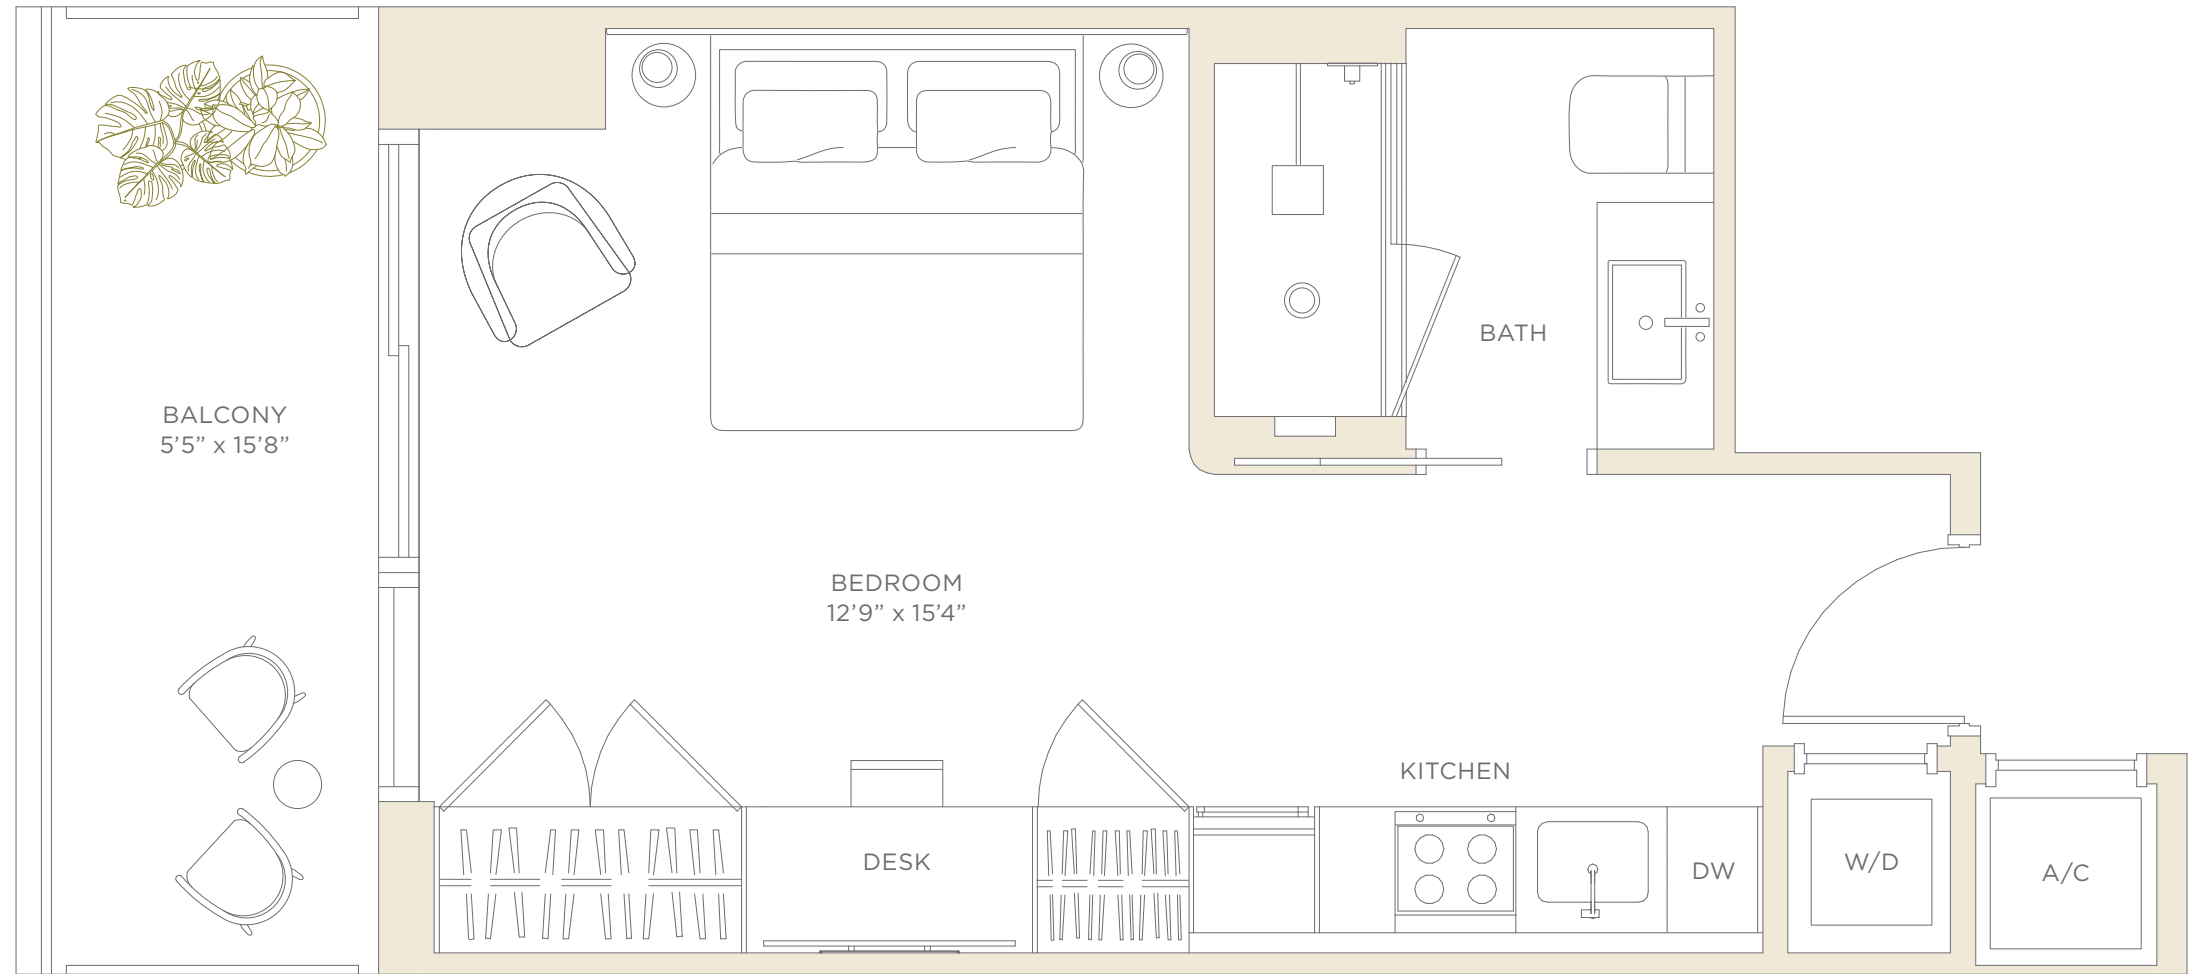 BALCONY
5’5” x 15’8”
BATH
BEDROOM
12’9” x 15’4”
KITCHEN
DESK
DW
W/D
A/C